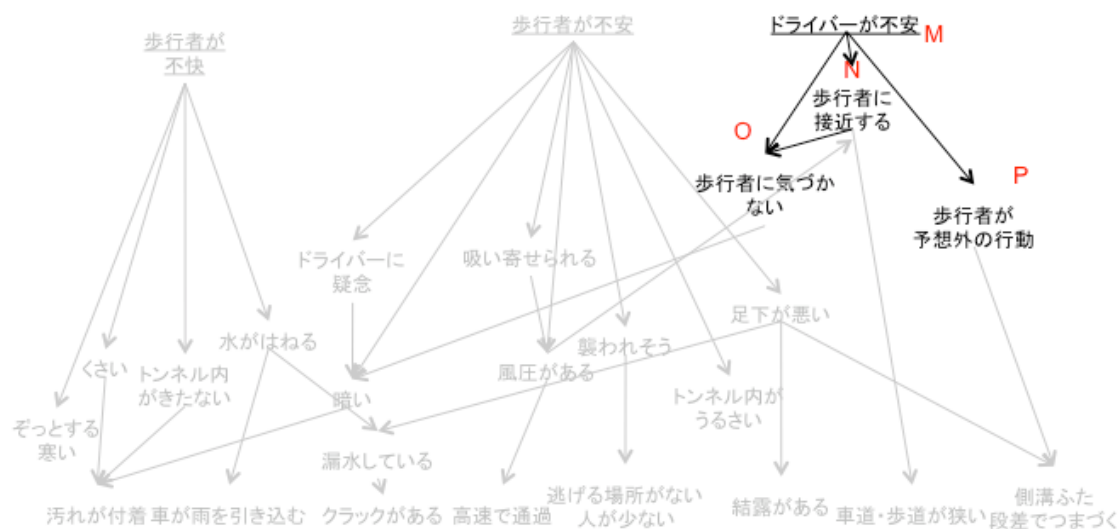 歩行者が
不快
歩行者が不安
ドライバーが不安 M
N
歩行者に
接近する
O
歩行者に気づか
ない
P
歩行者が
予想外の行動
ドライバーに
疑念
吸い寄せられる
足下が悪い
水がはねる
襲われそう
くさい
トンネル内
がきたない
風圧がある
暗い
トンネル内が
うるさい
ぞっとする
寒い
漏水している
汚れが付着
車が雨を引き込む
クラックがある
高速で通過
逃げる場所がない
人が少ない
結露がある
車道・歩道が狭い
側溝ふた
段差でつまづく